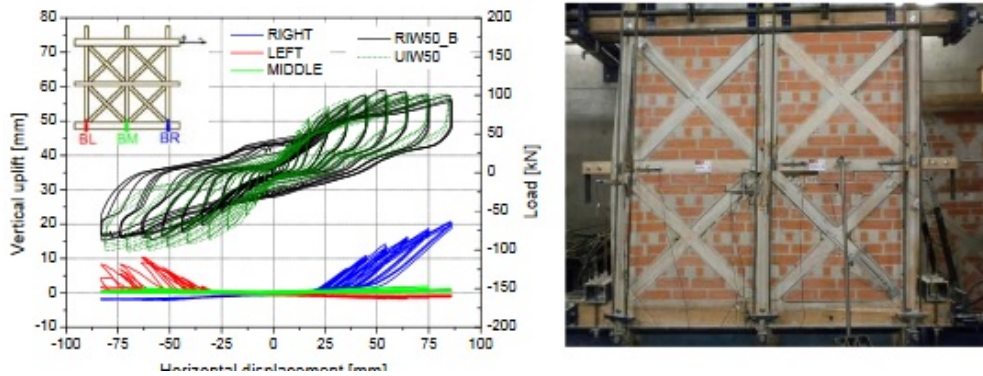 80
70
60
50
40
30
20
10
0
-10
Vertical uplift [mm]
RIGHT
LEFT
MIDDLE
RIW50_B
UIW50
BL
BM
BR
200
150
100
50
0
-50
-100
-150
-200
Load [kN]
-100 -75 -50 -25 0 25 50 75 100
Horizontal displacement [mm]